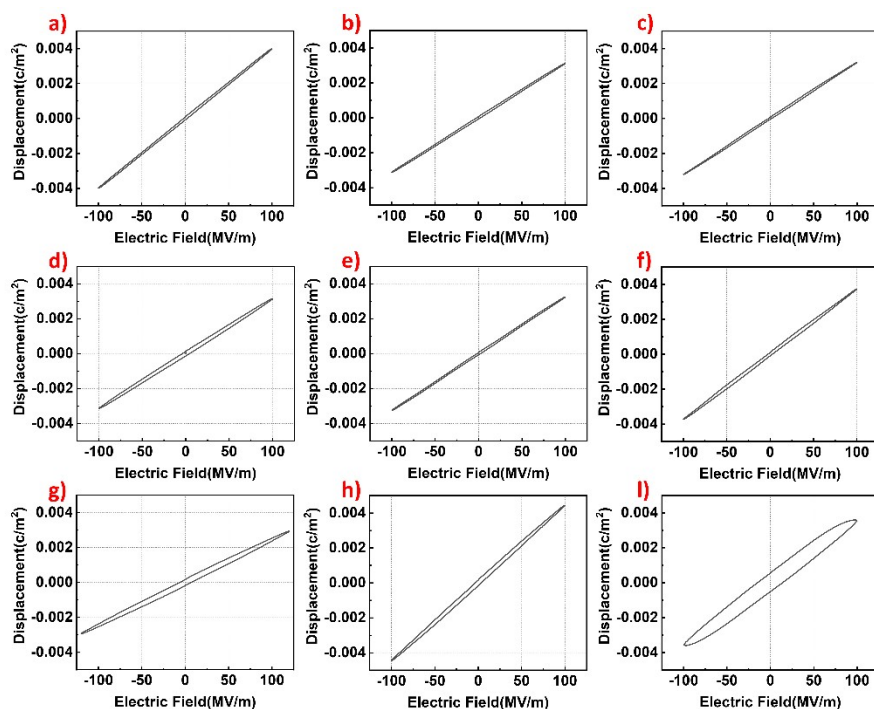 a)
Displacement(c/m²)
0.004
0.002
0.000
-0.002
-0.004
-100 -50 0 50 100
Electric Field(MV/m)
b)
Displacement(c/m²)
0.004
0.002
0.000
-0.002
-0.004
-100 -50 0 50 100
Electric Field(MV/m)
c)
Displacement(c/m²)
0.004
0.002
0.000
-0.002
-0.004
-100 -50 0 50 100
Electric Field(MV/m)
d)
Displacement(c/m²)
0.004
0.002
0.000
-0.002
-0.004
-100 -50 0 50 100
Electric Field(MV/m)
e)
Displacement(c/m²)
0.004
0.002
0.000
-0.002
-0.004
-100 -50 0 50 100
Electric Field(MV/m)
f)
Displacement(c/m²)
0.004
0.002
0.000
-0.002
-0.004
-100 -50 0 50 100
Electric Field(MV/m)
g)
Displacement(c/m²)
0.004
0.002
0.000
-0.002
-0.004
-100 -50 0 50 100
Electric Field(MV/m)
h)
Displacement(c/m²)
0.004
0.002
0.000
-0.002
-0.004
-100 -50 0 50 100
Electric Field(MV/m)
I)
Displacement(c/m²)
0.004
0.002
0.000
-0.002
-0.004
-100 -50 0 50 100
Electric Field(MV/m)